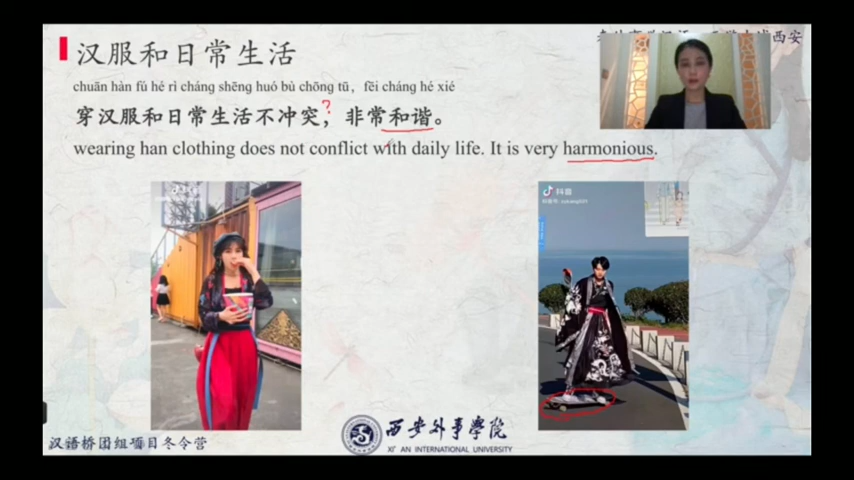 汉服和日常生活
chuān hàn fú hé rì cháng shēng huó bù chōng tū，fēi cháng hé xié
穿汉服和日常生活不冲突，非常和谐。
wearing han clothing does not conflict with daily life. It is very harmonious.
抖音
西安外事学院
XI' AN INTERNATIONAL UNIVERSITY
汉语桥团组项目冬令营